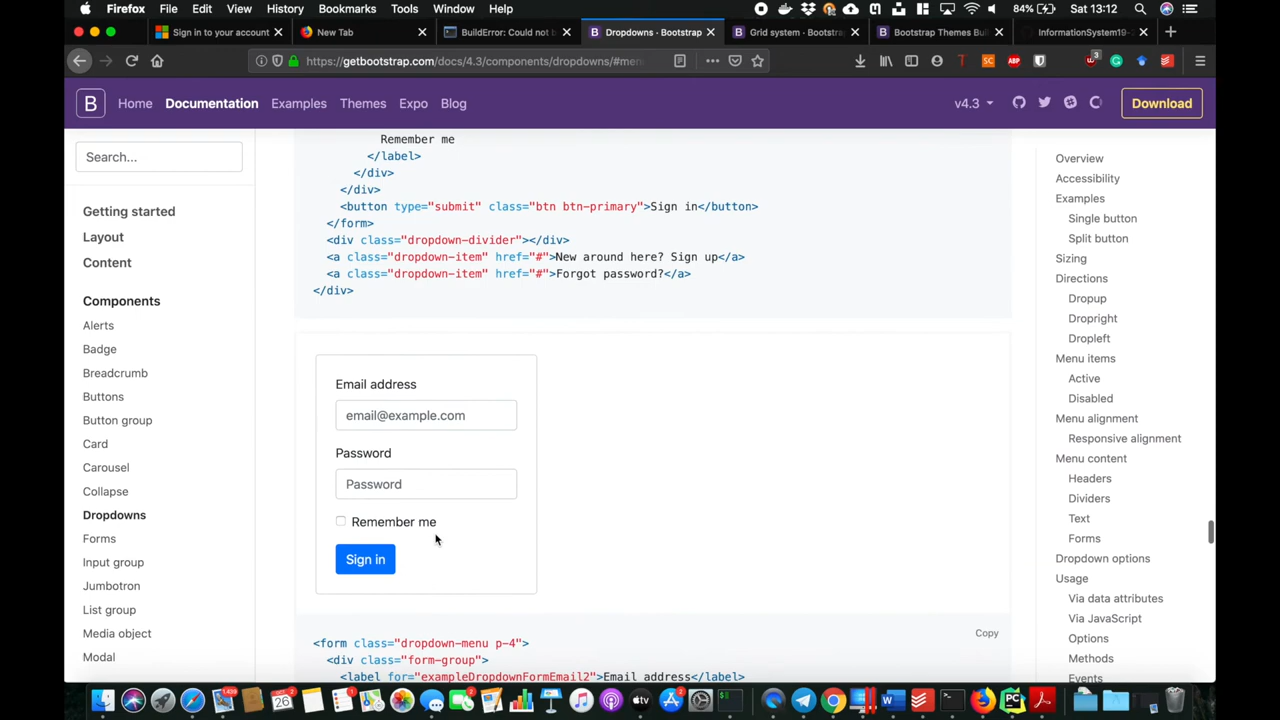 Firefox File Edit View History Bookmarks Tools Window Help 84% Sat 13:12
Sign in to your account New Tab BuildError: Could not Dropdowns · Bootstrap Grid system · Bootstrap Bootstrap Themes Bui InformationSystem19-
https://getbootstrap.com/docs/4.3/components/dropdowns/#men
ABP 3
B Home Documentation Examples Themes Expo Blog v4.3 Download
Search...
Getting started
Layout
Content
Components
Alerts
Badge
Breadcrumb
Buttons
Button group
Card
Carousel
Collapse
Dropdowns
Forms
Input group
Jumbotron
List group
Media object
Modal
Remember me
</label>
</div>
</div>
<button type="submit" class="btn btn-primary">Sign in</button>
</form>
<div class="dropdown-divider"></div>
<a class="dropdown-item" href="#">New around here? Sign up</a>
<a class="dropdown-item" href="#">Forgot password?</a>
</div>
Email address
email@example.com
Password
Password
Remember me
Sign in
Copy
<form class="dropdown-menu p-4">
<div class="form-group">
<label for="exampleDropdownFormEmail2">Email address</label>
Overview
Accessibility
Examples
Single button
Split button
Sizing
Directions
Dropup
Dropright
Dropleft
Menu items
Active
Disabled
Menu alignment
Responsive alignment
Menu content
Headers
Dividers
Text
Forms
Dropdown options
Usage
Via data attributes
Via JavaScript
Options
Methods
Events